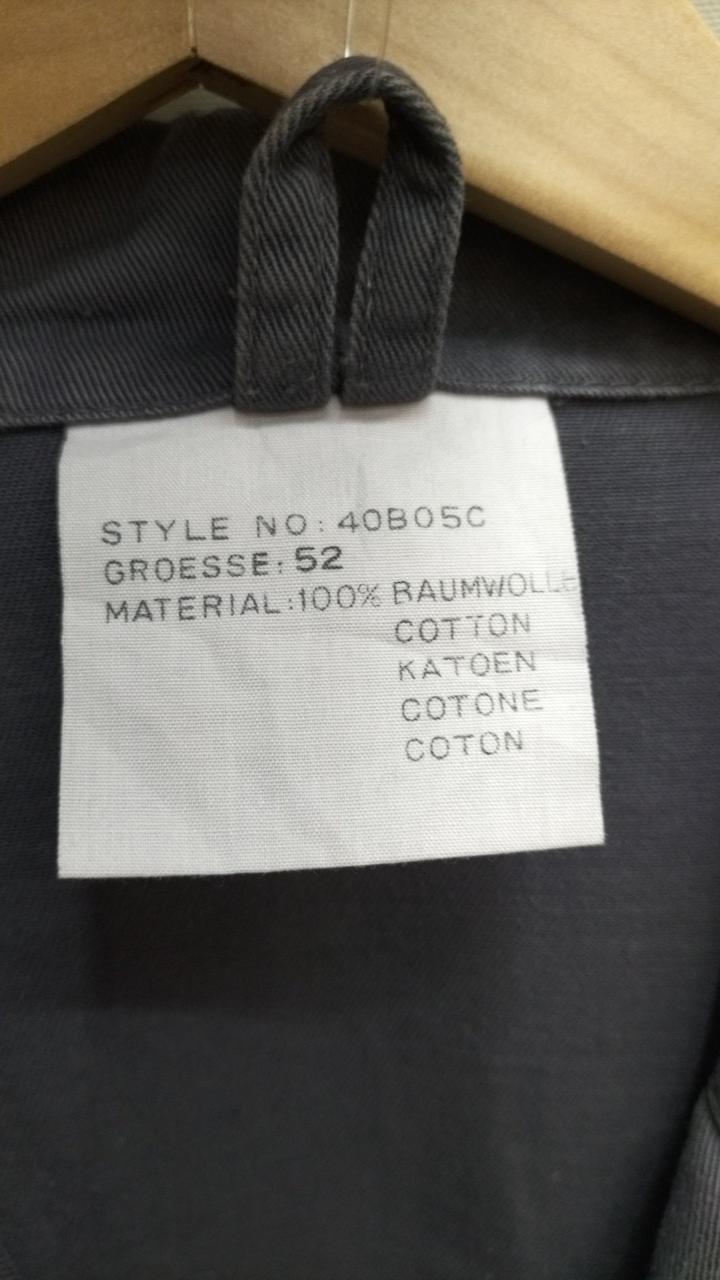 STYLE NO: 40B05C
GROESSE: 52
MATERIAL:100% BAUMWOLLE
COTTON
KATOEN
COTONE
COTON